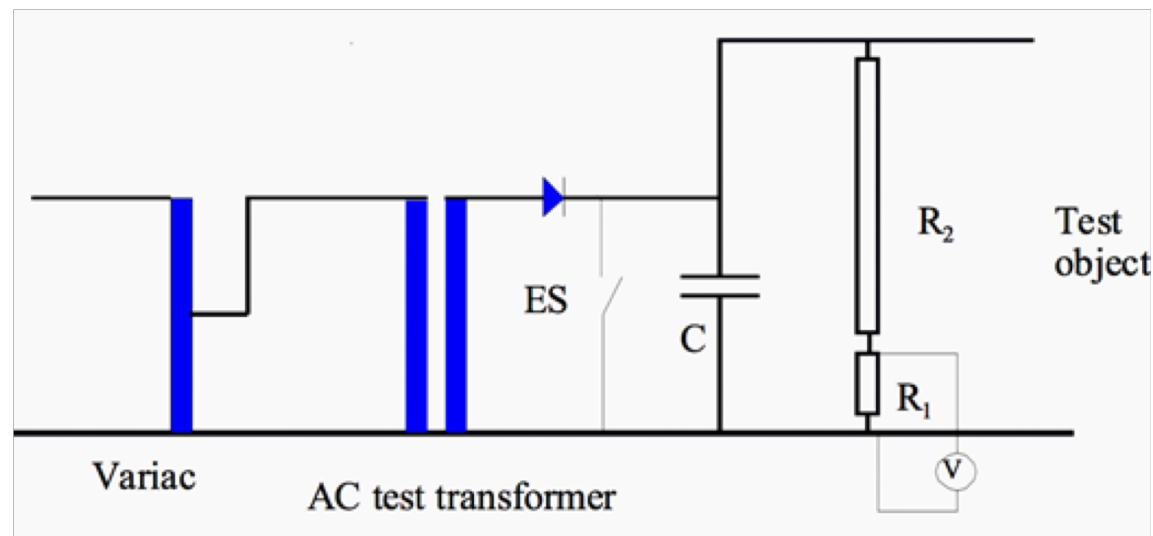 R₂
Test
object
ES
C
R₁
V
Variac
AC test transformer